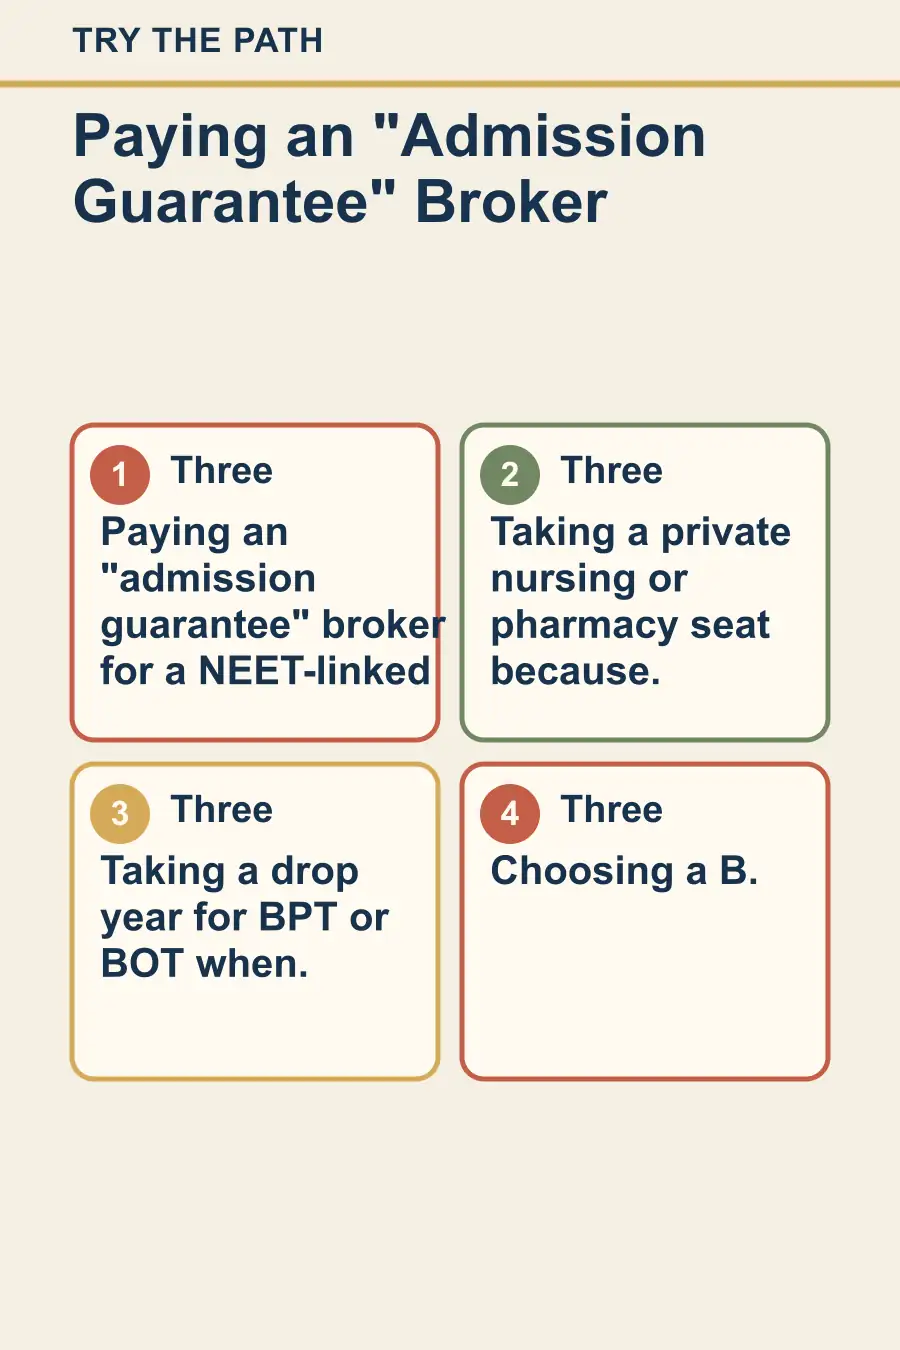 TRY THE PATH
Paying an "Admission
Guarantee" Broker
1 Three
Paying an
"admission
guarantee" broker
for a NEET-linked
2 Three
Taking a private
nursing or
pharmacy seat
because.
3 Three
Taking a drop
year for BPT or
BOT when.
4 Three
Choosing a B.